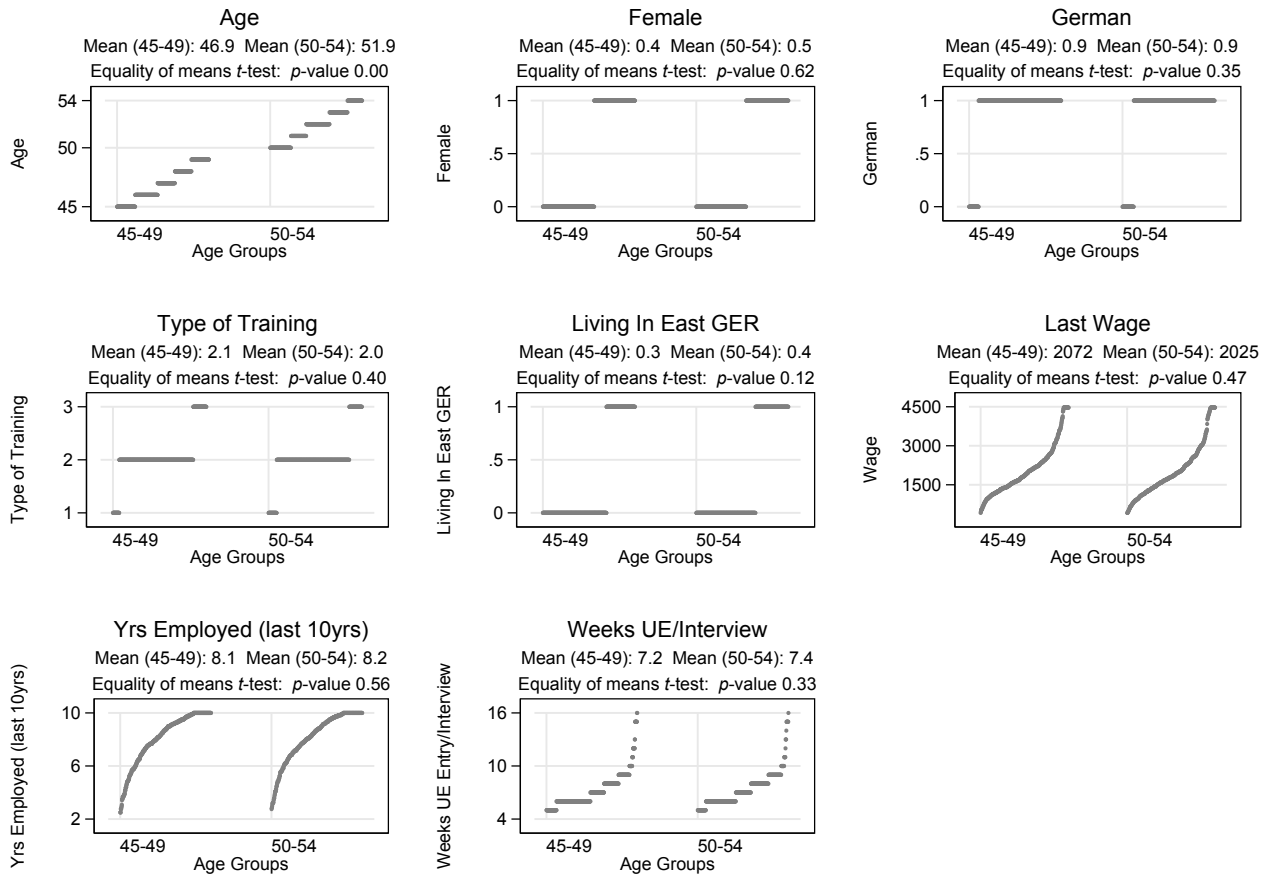 Age
Mean (45-49): 46.9 Mean (50-54): 51.9
Equality of means t-test: p-value 0.00
Age
54
50
45
45-49 50-54
Age Groups
Female
Mean (45-49): 0.4 Mean (50-54): 0.5
Equality of means t-test: p-value 0.62
Female
1
.5
0
45-49 50-54
Age Groups
German
Mean (45-49): 0.9 Mean (50-54): 0.9
Equality of means t-test: p-value 0.35
German
1
.5
0
45-49 50-54
Age Groups
Type of Training
Mean (45-49): 2.1 Mean (50-54): 2.0
Equality of means t-test: p-value 0.40
Type of Training
3
2
1
45-49 50-54
Age Groups
Living In East GER
Mean (45-49): 0.3 Mean (50-54): 0.4
Equality of means t-test: p-value 0.12
Living In East GER
1
.5
0
45-49 50-54
Age Groups
Last Wage
Mean (45-49): 2072 Mean (50-54): 2025
Equality of means t-test: p-value 0.47
Wage
4500
3000
1500
45-49 50-54
Age Groups
Yrs Employed (last 10yrs)
Mean (45-49): 8.1 Mean (50-54): 8.2
Equality of means t-test: p-value 0.56
Yrs Employed (last 10yrs)
10
6
2
45-49 50-54
Age Groups
Weeks UE/Interview
Mean (45-49): 7.2 Mean (50-54): 7.4
Equality of means t-test: p-value 0.33
Weeks UE Entry/Interview
16
10
4
45-49 50-54
Age Groups